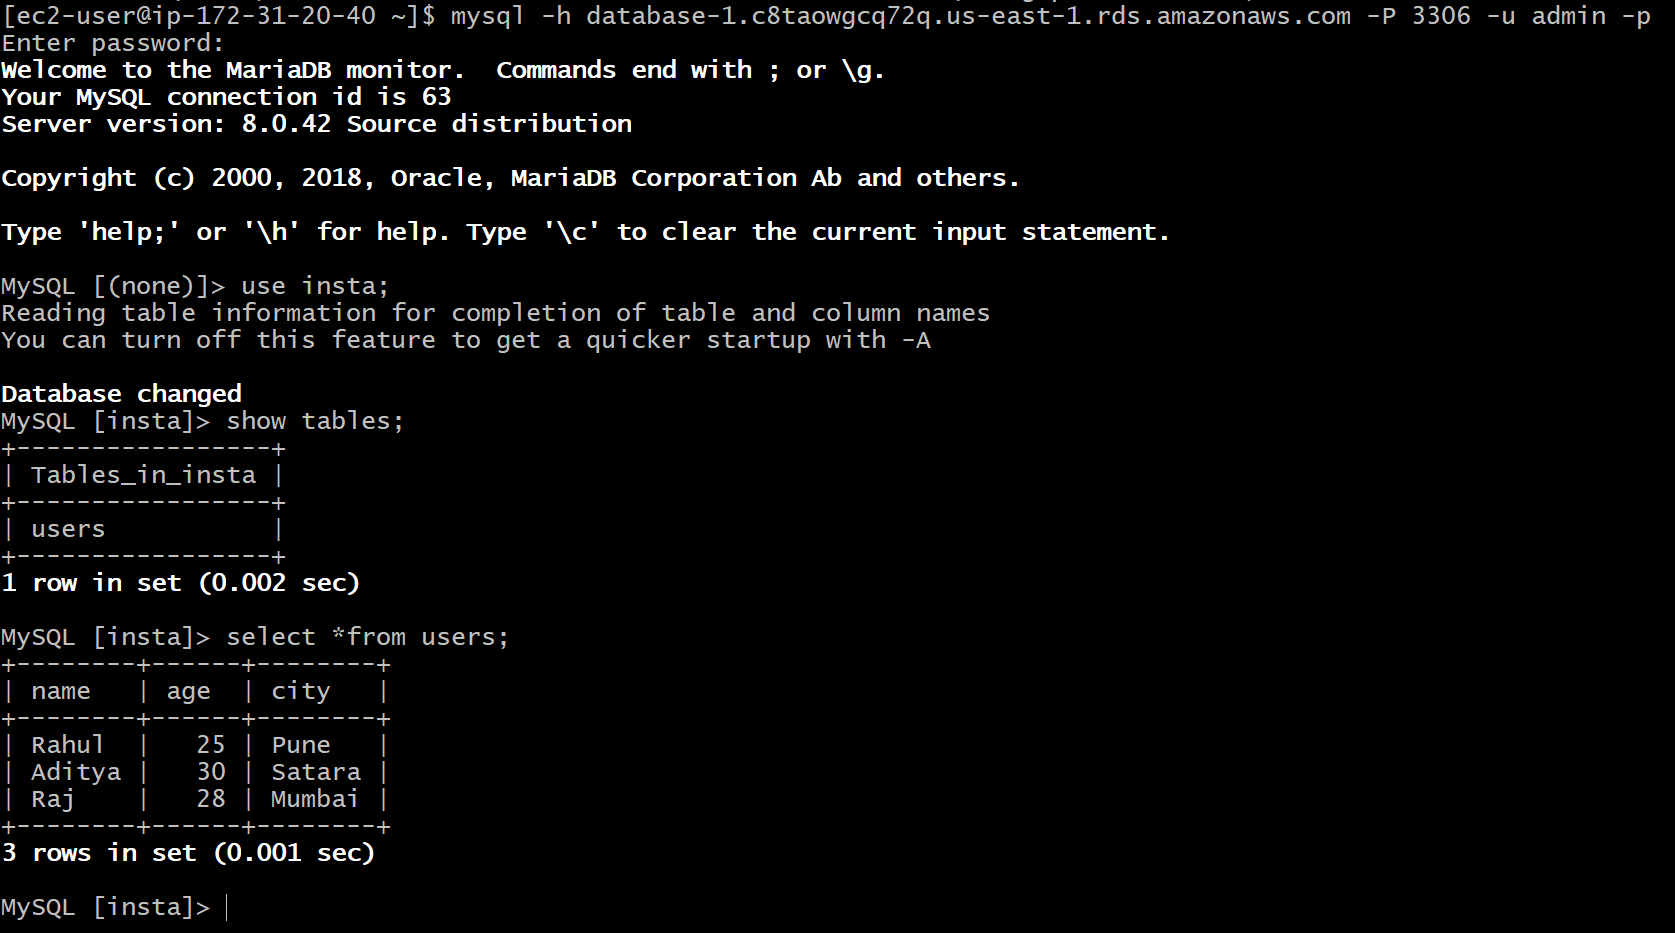 [ec2-user@ip-172-31-20-40 ~]$ mysql -h database-1.c8taowgcq72q.us-east-1.rds.amazonaws.com -P 3306 -u admin -p
Enter password:
Welcome to the MariaDB monitor.  Commands end with ; or \g.
Your MySQL connection id is 63
Server version: 8.0.42 Source distribution

Copyright (c) 2000, 2018, Oracle, MariaDB Corporation Ab and others.

Type 'help;' or '\h' for help. Type '\c' to clear the current input statement.

MySQL [(none)]> use insta;
Reading table information for completion of table and column names
You can turn off this feature to get a quicker startup with -A

Database changed
MySQL [insta]> show tables;
+-----------------+
| Tables_in_insta |
+-----------------+
| users           |
+-----------------+
1 row in set (0.002 sec)

MySQL [insta]> select *from users;
+--------+------+--------+
| name   | age  | city   |
+--------+------+--------+
| Rahul  |   25 | Pune   |
| Aditya |   30 | Satara |
| Raj    |   28 | Mumbai |
+--------+------+--------+
3 rows in set (0.001 sec)

MySQL [insta]>